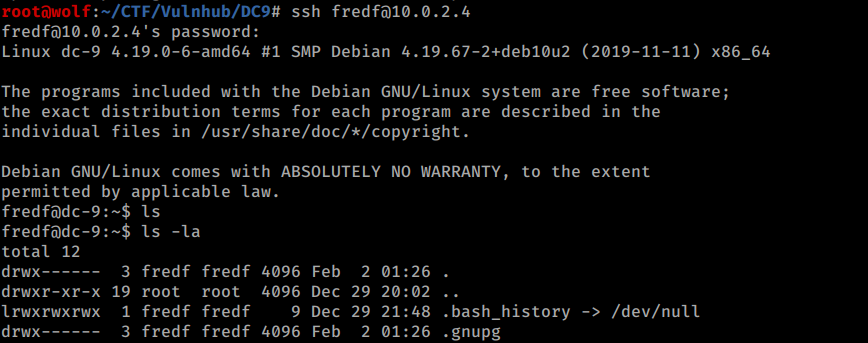 root@wolf:~/CTF/Vulnhub/DC9# ssh fredf@10.0.2.4
fredf@10.0.2.4's password:
Linux dc-9 4.19.0-6-amd64 #1 SMP Debian 4.19.67-2+deb10u2 (2019-11-11) x86_64

The programs included with the Debian GNU/Linux system are free software;
the exact distribution terms for each program are described in the
individual files in /usr/share/doc/*/copyright.

Debian GNU/Linux comes with ABSOLUTELY NO WARRANTY, to the extent
permitted by applicable law.
fredf@dc-9:~$ ls
fredf@dc-9:~$ ls -la
total 12
drwx------  3 fredf fredf 4096 Feb  2 01:26 .
drwxr-xr-x 19 root  root  4096 Dec 29 20:02 ..
lrwxrwxrwx  1 fredf fredf    9 Dec 29 21:48 .bash_history -> /dev/null
drwx------  3 fredf fredf 4096 Feb  2 01:26 .gnupg